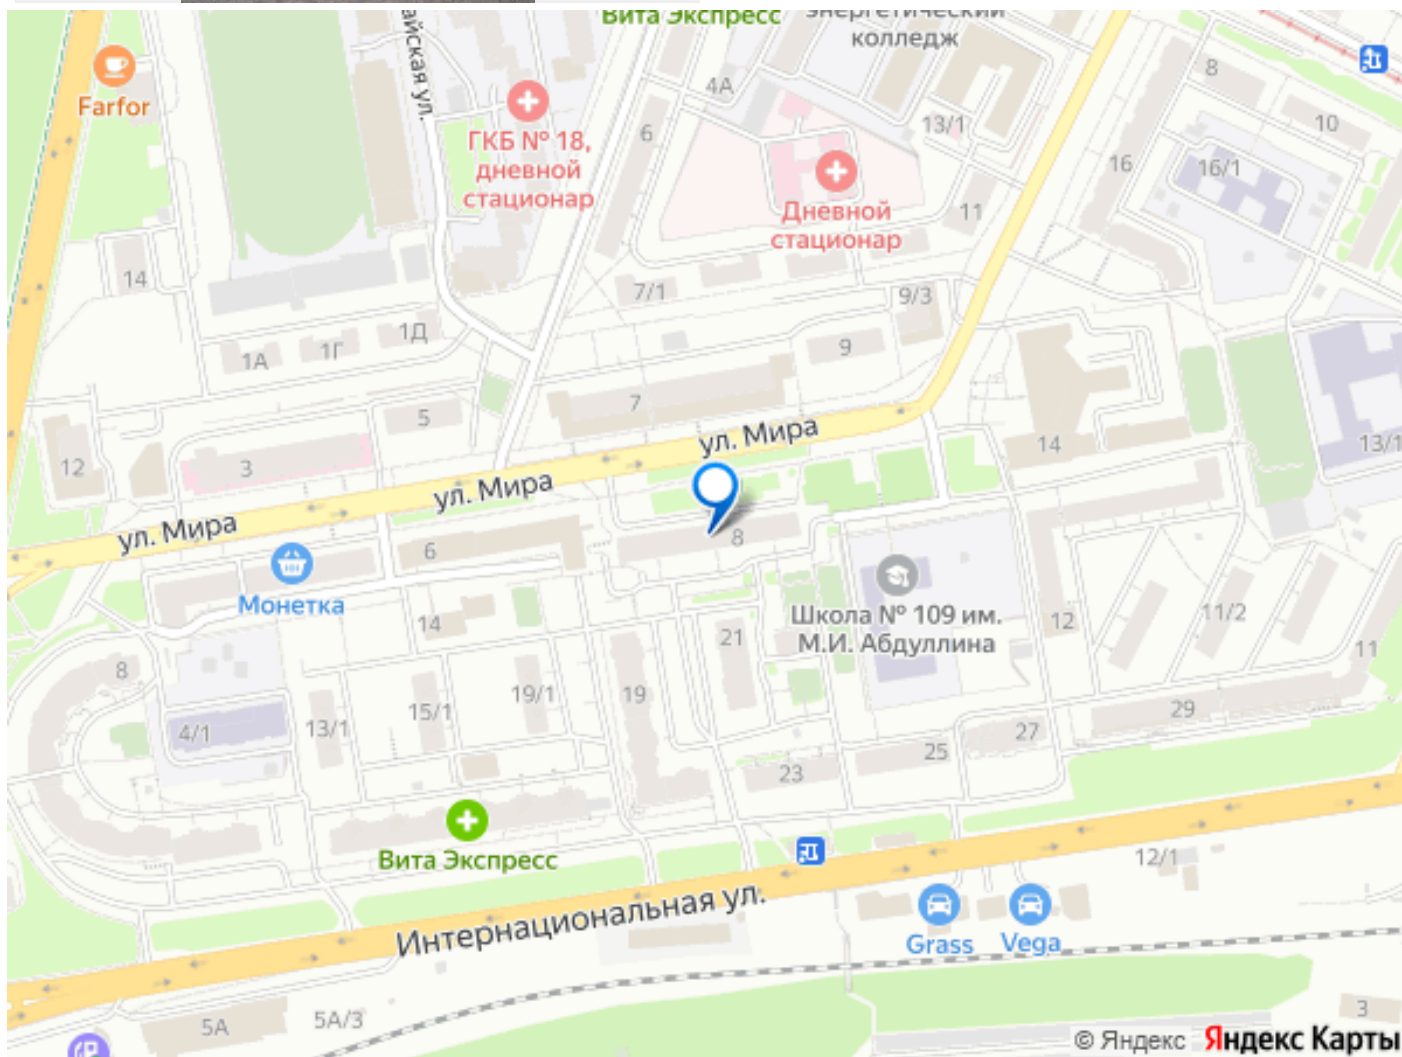 Вита Экспресс
энергетический
колледж
4А
8
айская ул.
Farfor
ГКБ № 18,
дневной
стационар
6
13/1
10
16
16/1
Дневной
стационар
11
14
7/1
9/3
1А
1Г
1Д
9
7
5
ул. Мира
14
13/1
12
3
ул. Мира
ул. Мира
6
8
Монетка
Школа № 109 им.
М.И. Абдуллина
14
21
12
11/2
11
8
4/1
13/1
15/1
19/1
19
29
27
25
23
Вита Экспресс
12/1
Интернациональная ул.
Grass
Vega
5А
5А/3
3
© Яндекс Яндекс Карты